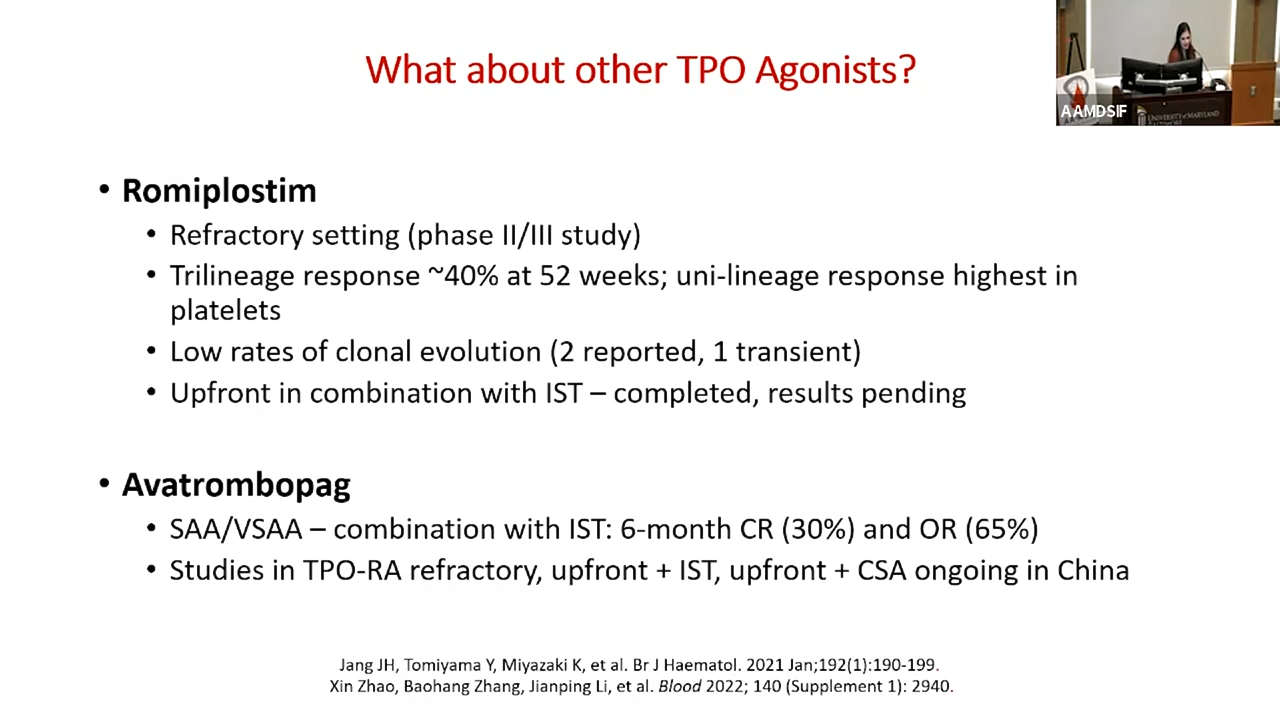 What about other TPO Agonists?
AAMDSIF
UNIVERSITY of MARYLAND
BALTIMORE
• Romiplostim
• Refractory setting (phase II/III study)
• Trilineage response ~40% at 52 weeks; uni-lineage response highest in
platelets
• Low rates of clonal evolution (2 reported, 1 transient)
• Upfront in combination with IST – completed, results pending
• Avatrombopag
• SAA/VSAA – combination with IST: 6-month CR (30%) and OR (65%)
• Studies in TPO-RA refractory, upfront + IST, upfront + CSA ongoing in China
Jang JH, Tomiyama Y, Miyazaki K, et al. Br J Haematol. 2021 Jan;192(1):190-199.
Xin Zhao, Baohang Zhang, Jianping Li, et al. Blood 2022; 140 (Supplement 1): 2940.